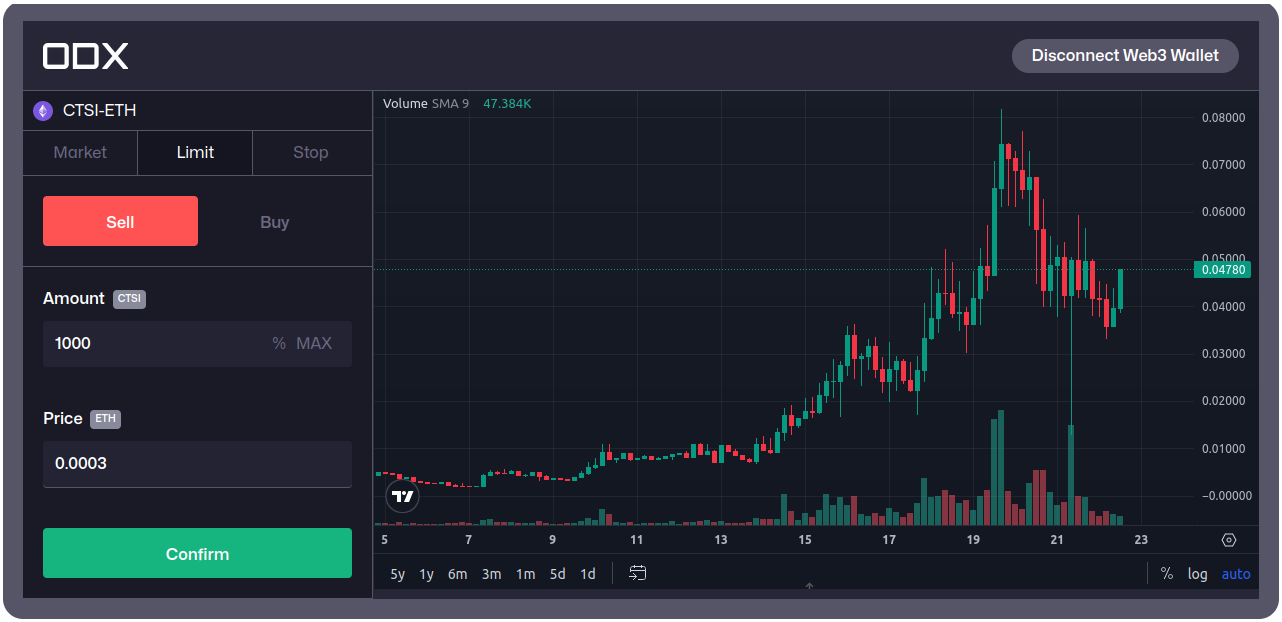 ODX
Disconnect Web3 Wallet
CTSI-ETH
Market Limit Stop
Sell Buy
Amount CTSI
1000 % MAX
Price ETH
0.0003
Confirm
Volume SMA 9 47.384K
0.08000
0.07000
0.06000
0.05000
0.04780
0.04000
0.03000
0.02000
0.01000
−0.00000
5 7 9 11 13 15 17 19 21 23
5y 1y 6m 3m 1m 5d 1d
% log auto